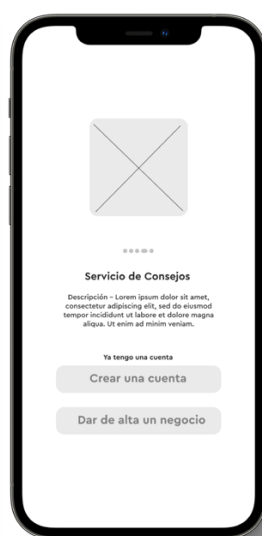 Servicio de Consejos
Descripción - Lorem ipsum dolor sit amet,
consectetur adipiscing elit, sed do eiusmod
tempor incididunt ut labore et dolore magna
aliqua. Ut enim ad minim veniam.
Ya tengo una cuenta
Crear una cuenta
Dar de alta un negocio